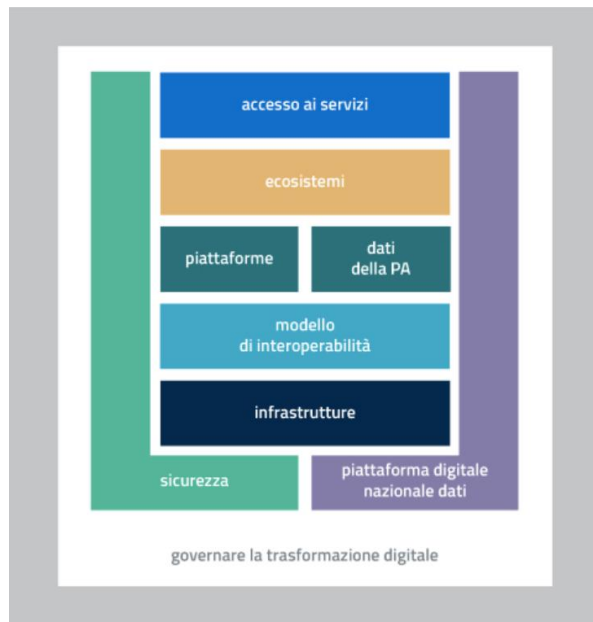 accesso ai servizi
ecosistemi
piattaforme
dati
della PA
modello
di interoperabilità
infrastrutture
sicurezza
piattaforma digitale
nazionale dati
governare la trasformazione digitale